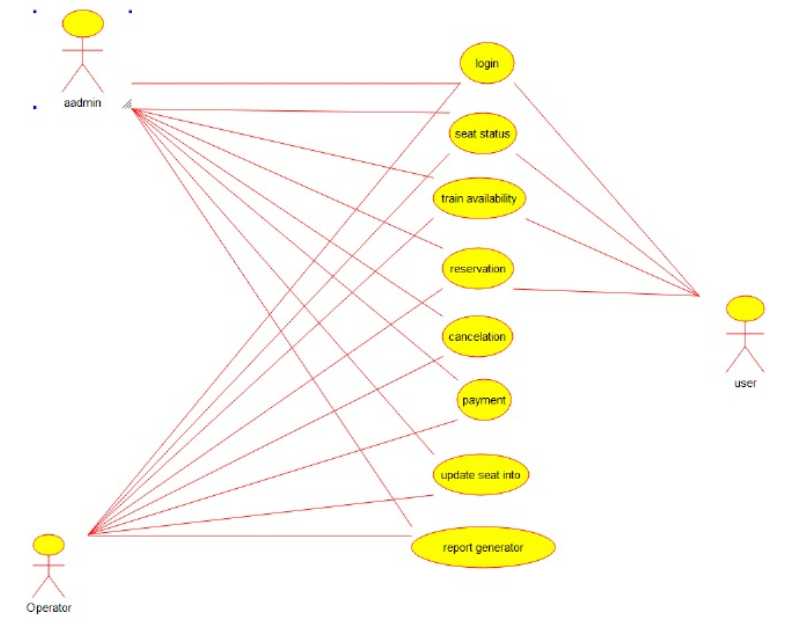 aadmin
login
seat status
train availability
reservation
cancelation
payment
user
update seat into
report generator
Operator